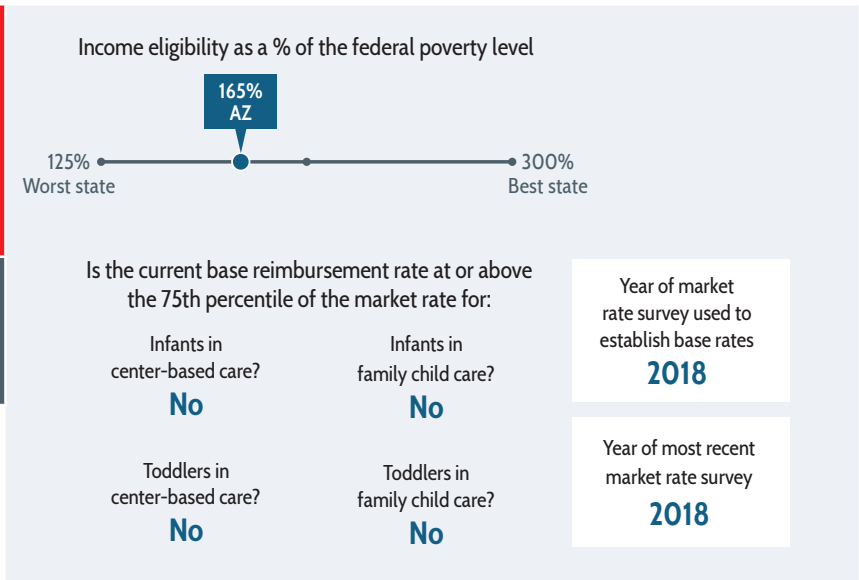 Income eligibility as a % of the federal poverty level
165%
AZ
125%
Worst state
300%
Best state
Is the current base reimbursement rate at or above
the 75th percentile of the market rate for:
Infants in
center-based care?
No
Infants in
family child care?
No
Toddlers in
center-based care?
No
Toddlers in
family child care?
No
Year of market
rate survey used to
establish base rates
2018
Year of most recent
market rate survey
2018